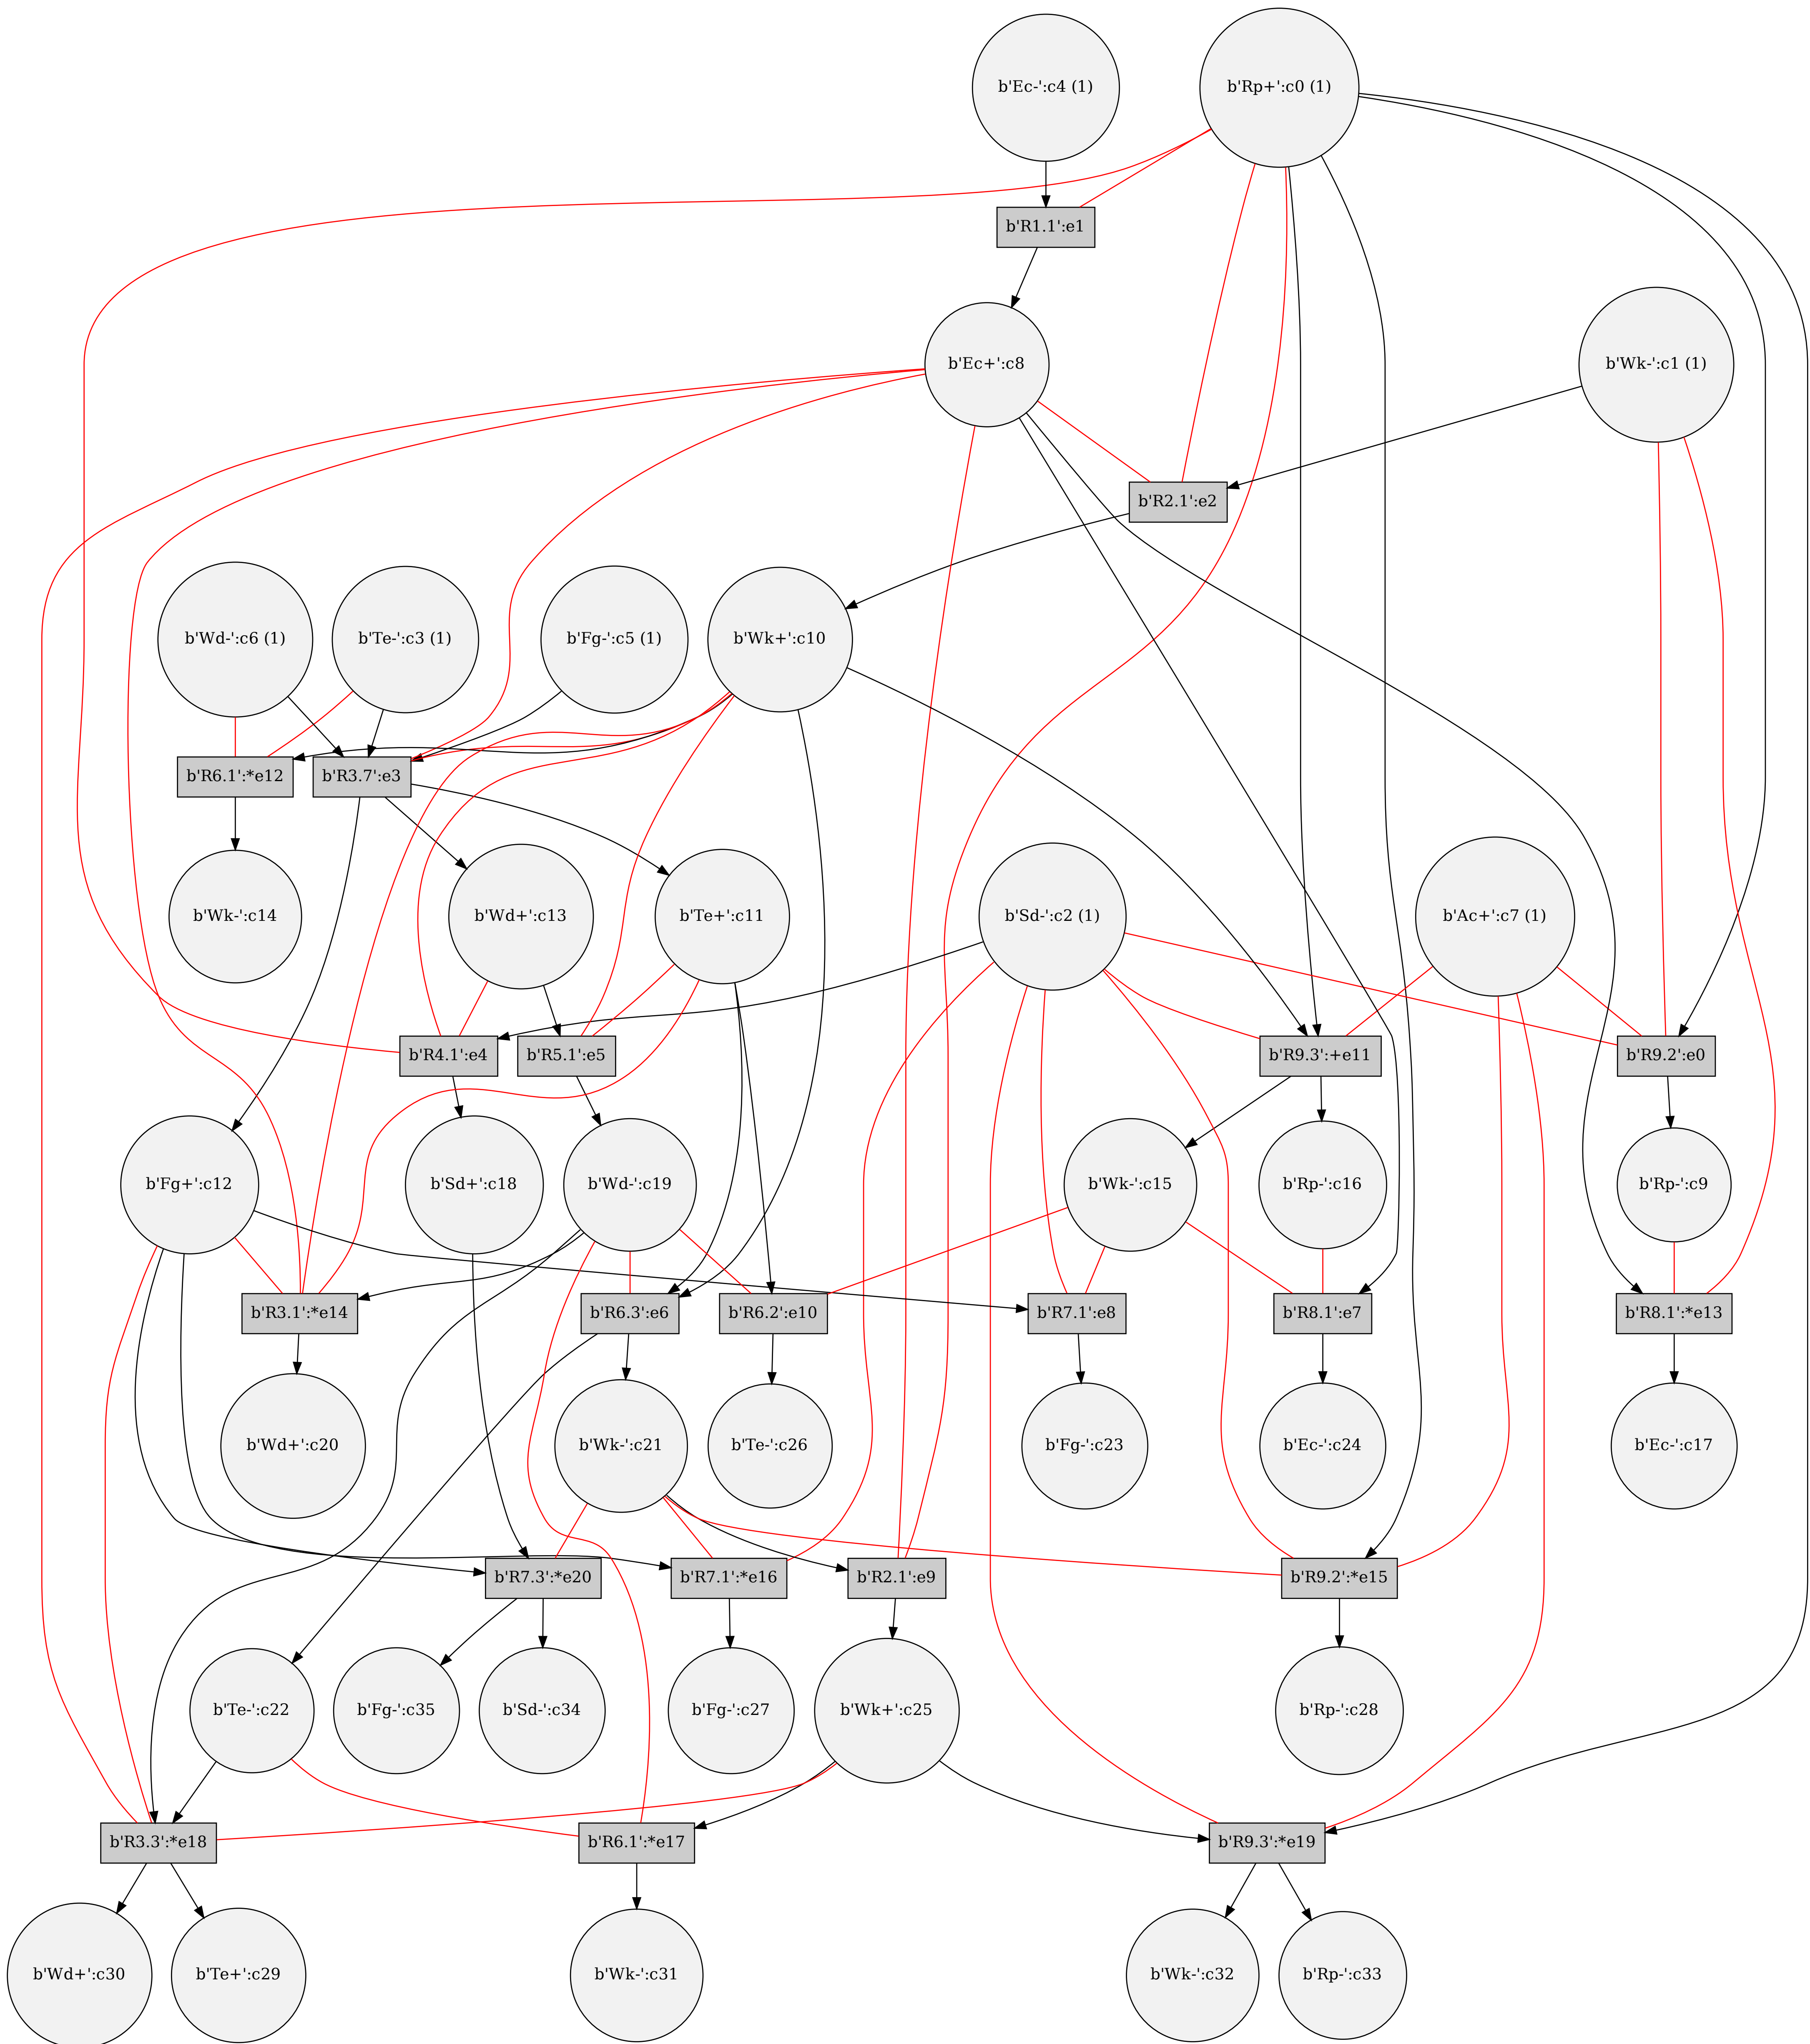 b'Ec-':c4 (1)
b'Rp+':c0 (1)
b'R1.1':e1
b'Ec+':c8
b'Wk-':c1 (1)
b'R2.1':e2
b'Wd-':c6 (1)
b'Te-':c3 (1)
b'Fg-':c5 (1)
b'Wk+':c10
b'R6.1':*e12
b'R3.7':e3
b'Wk-':c14
b'Wd+':c13
b'Te+':c11
b'Sd-':c2 (1)
b'Ac+':c7 (1)
b'R4.1':e4
b'R5.1':e5
b'R9.3':+e11
b'R9.2':e0
b'Fg+':c12
b'Sd+':c18
b'Wd-':c19
b'Wk-':c15
b'Rp-':c16
b'Rp-':c9
b'R3.1':*e14
b'R6.3':e6
b'R6.2':e10
b'R7.1':e8
b'R8.1':e7
b'R8.1':*e13
b'Wd+':c20
b'Wk-':c21
b'Te-':c26
b'Fg-':c23
b'Ec-':c24
b'Ec-':c17
b'R7.3':*e20
b'R7.1':*e16
b'R2.1':e9
b'R9.2':*e15
b'Te-':c22
b'Fg-':c35
b'Sd-':c34
b'Fg-':c27
b'Wk+':c25
b'Rp-':c28
b'R3.3':*e18
b'R6.1':*e17
b'R9.3':*e19
b'Wd+':c30
b'Te+':c29
b'Wk-':c31
b'Wk-':c32
b'Rp-':c33